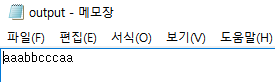 output - 메모장
파일(F) 편집(E) 서식(O) 보기(V) 도움말(H)
aaabbcccaa